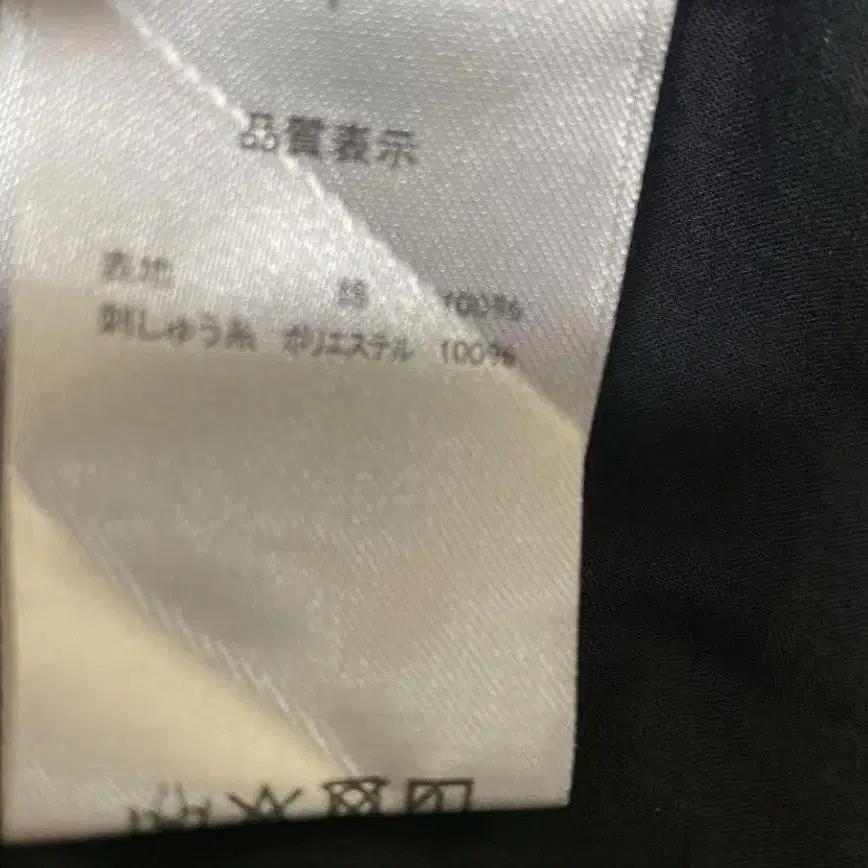 品質表示
表地 綿 100%
刺しゅう糸 ポリエステル 100%